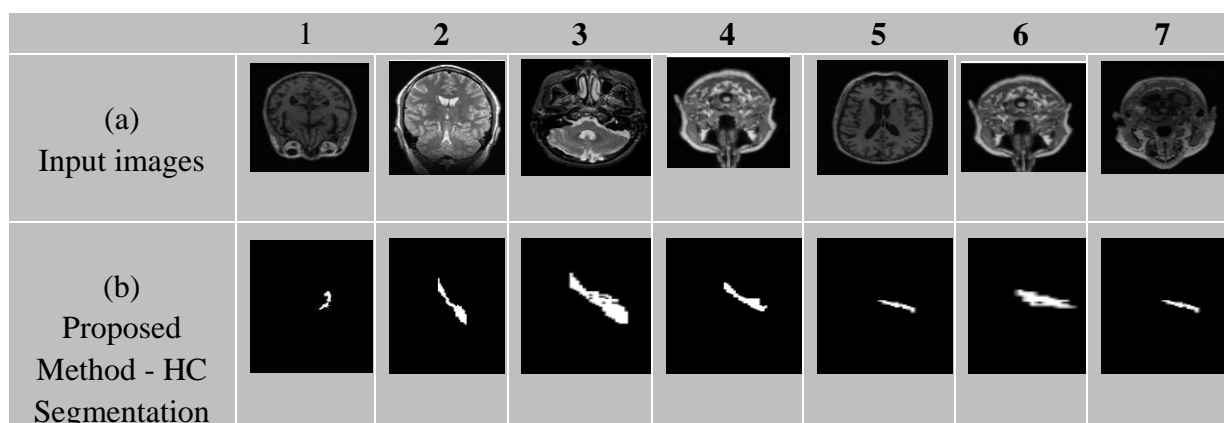 1 2 3 4 5 6 7
(a)
Input images
(b)
Proposed
Method - HC
Segmentation